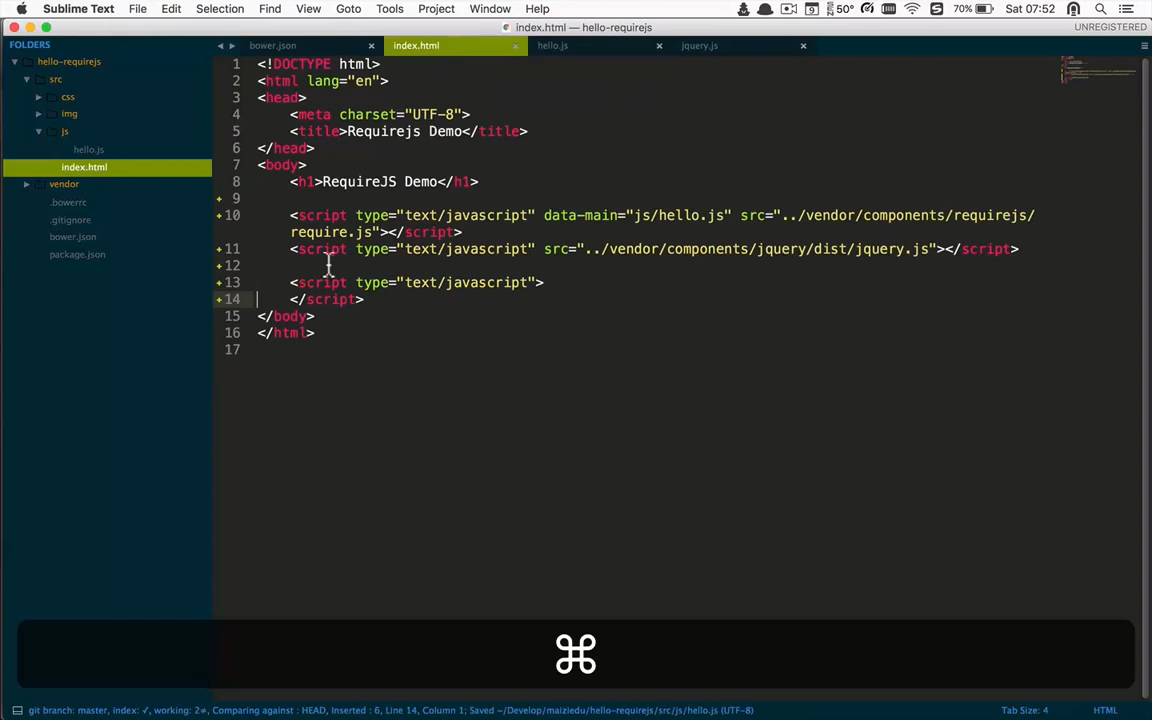 Sublime Text File Edit Selection Find View Goto Tools Project Window Help 9 50° S 70% Sat 07:52
index.html — hello-requirejs UNREGISTERED
FOLDERS
hello-requirejs
src
css
img
js
hello.js
index.html
vendor
.bowerrc
.gitignore
bower.json
package.json
bower.json × index.html × hello.js × jquery.js ×
1 <!DOCTYPE html>
2 <html lang="en">
3 <head>
4 <meta charset="UTF-8">
5 <title>Requirejs Demo</title>
6 </head>
7 <body>
8 <h1>RequireJS Demo</h1>
9
10 <script type="text/javascript" data-main="js/hello.js" src="../vendor/components/requirejs/
require.js"></script>
11 <script type="text/javascript" src="../vendor/components/jquery/dist/jquery.js"></script>
12
13 <script type="text/javascript">
14 </script>
15 </body>
16 </html>
17
⌘
git branch: master, index: ✓, working: 2≠, Comparing against : HEAD, Inserted : 6, Line 14, Column 1; Saved ~/Develop/maiziedu/hello-requirejs/src/js/hello.js (UTF-8) Tab Size: 4 HTML